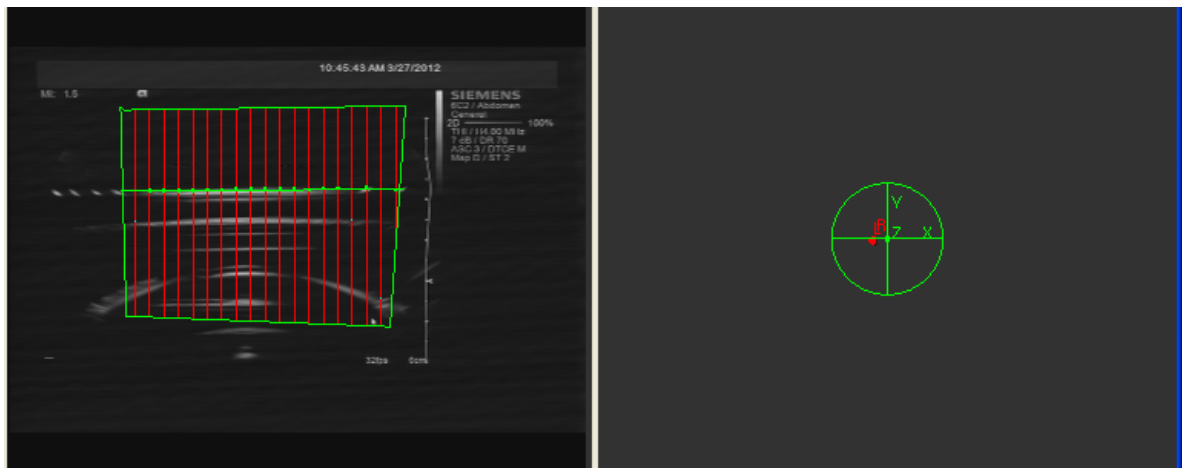 10:45:43 AM 3/27/2012
MI: 1.5
SIEMENS
6C2 / Abdomen
General
2D 100%
THI / H4.00 MHz
7 dB / DR 70
ASC 3 / DTCE M
Map G / ST 2
Y
R
Z X
32fps 6cm